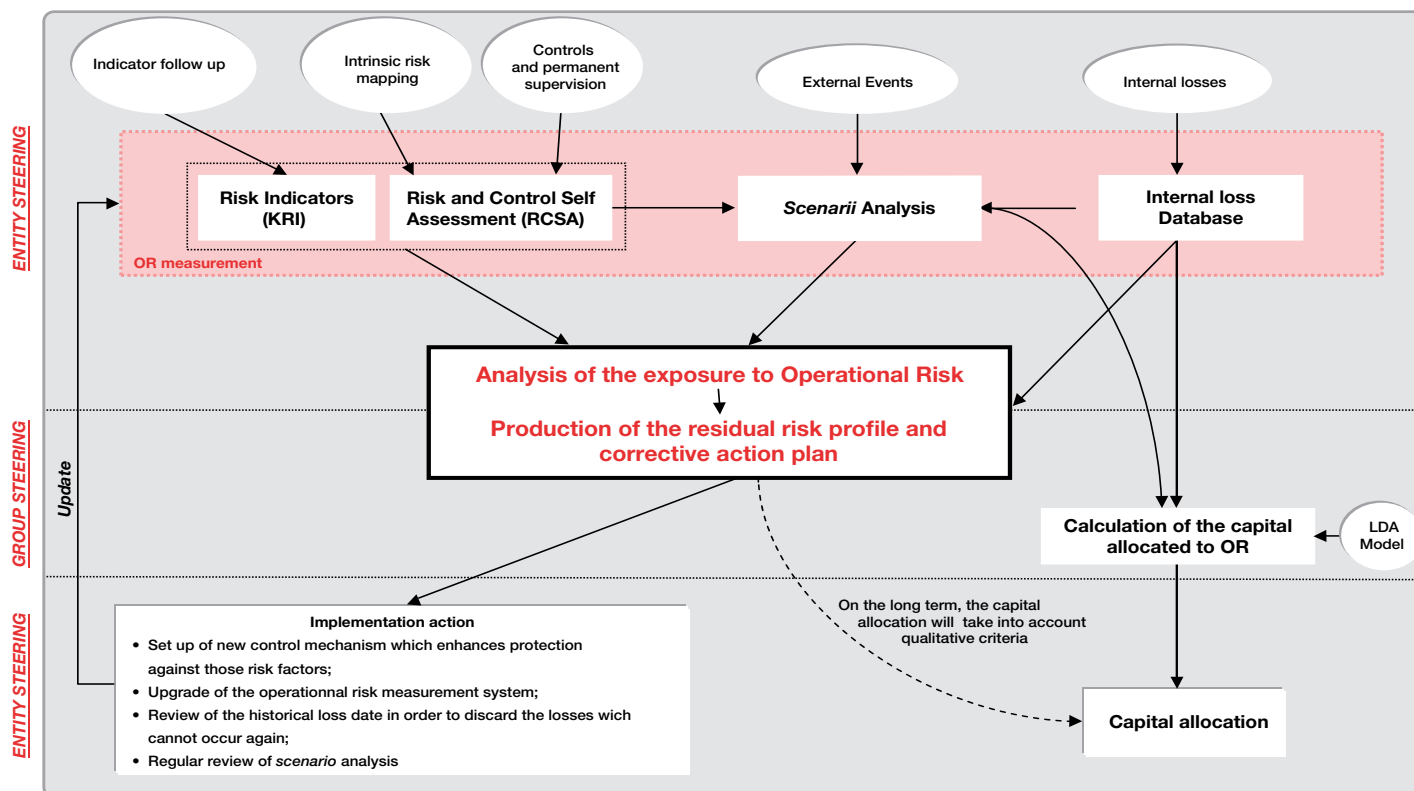 Indicator follow up
Intrinsic risk
mapping
Controls
and permanent
supervision
External Events
Internal losses
ENTITY STEERING
Risk Indicators
(KRI)
Risk and Control Self
Assessment (RCSA)
Scenarii Analysis
Internal loss
Database
OR measurement
Analysis of the exposure to Operational Risk
Production of the residual risk profile and
corrective action plan
GROUP STEERING
Update
Calculation of the capital
allocated to OR
LDA
Model
ENTITY STEERING
Implementation action
• Set up of new control mechanism which enhances protection
against those risk factors;
• Upgrade of the operationnal risk measurement system;
• Review of the historical loss date in order to discard the losses wich
cannot occur again;
• Regular review of scenario analysis
On the long term, the capital
allocation will take into account
qualitative criteria
Capital allocation